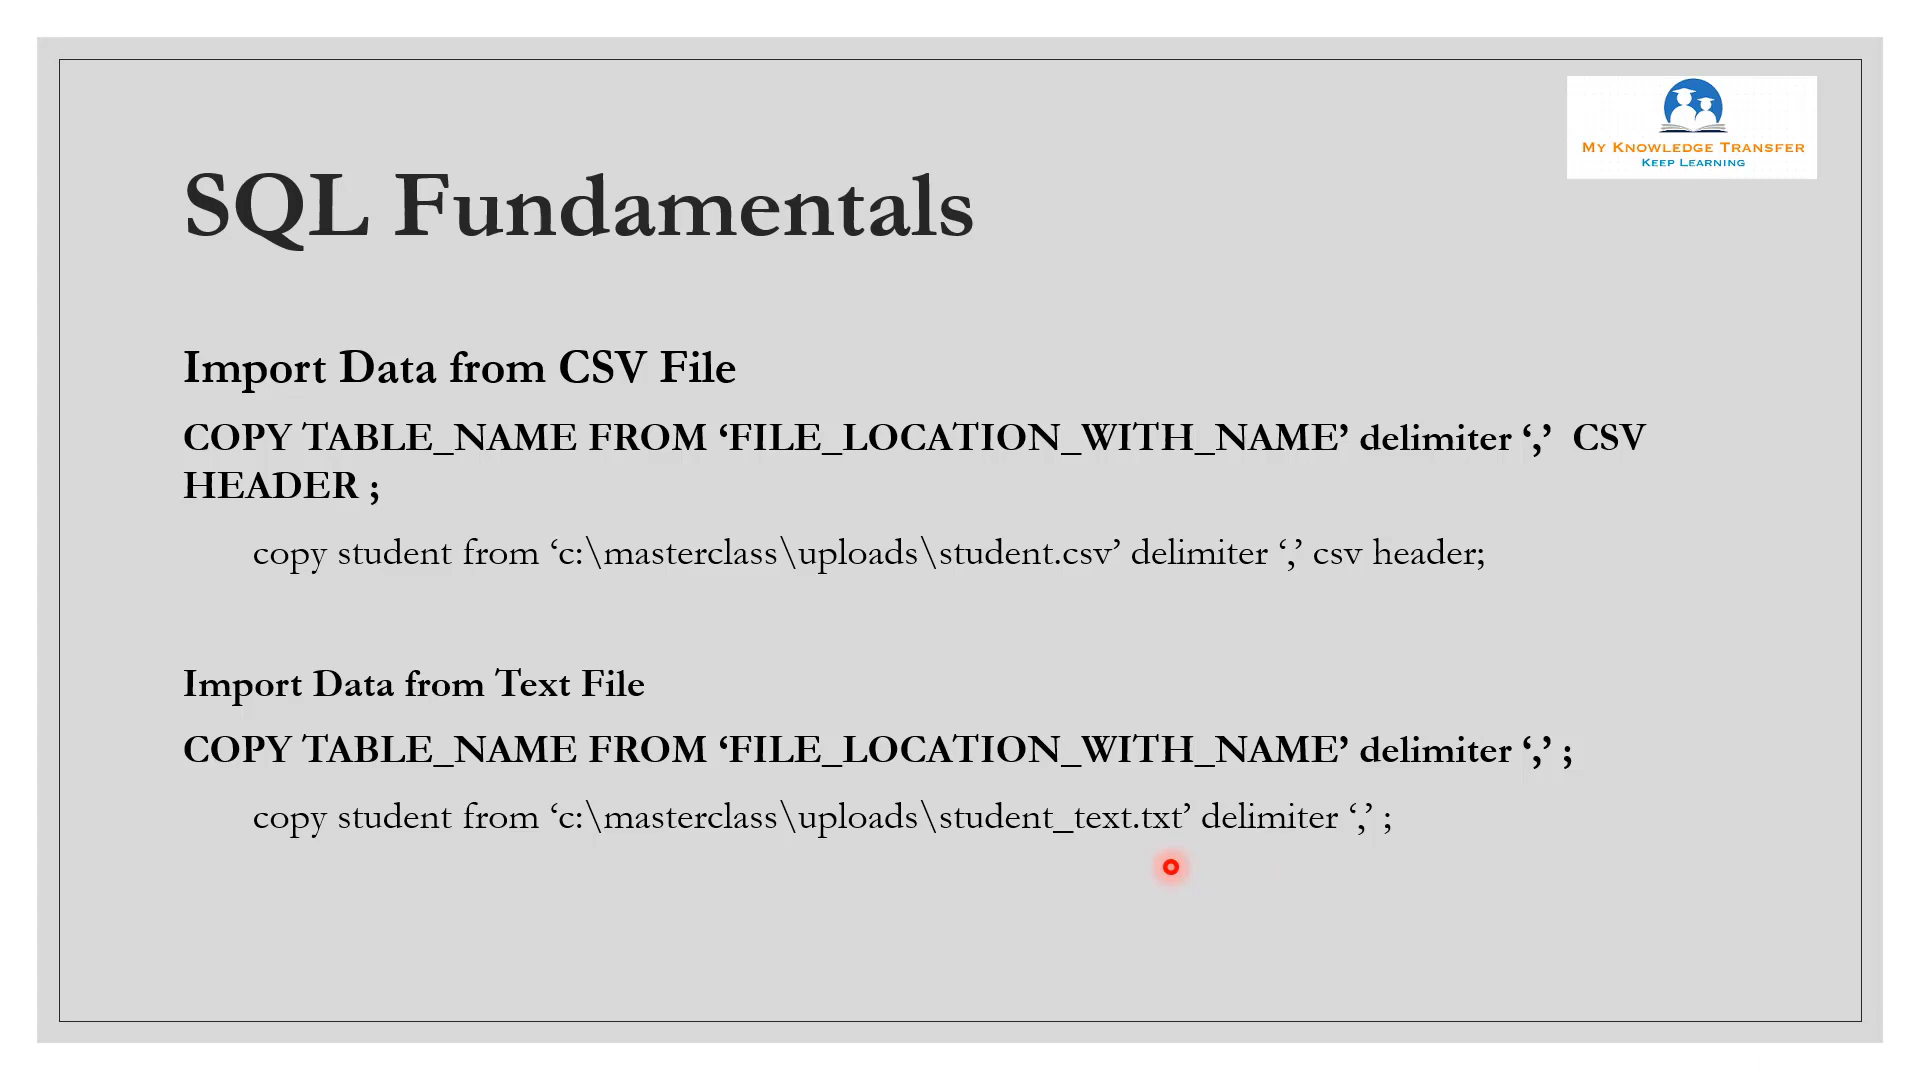 MY KNOWLEDGE TRANSFER
KEEP LEARNING
SQL Fundamentals
Import Data from CSV File
COPY TABLE_NAME FROM ‘FILE_LOCATION_WITH_NAME’ delimiter ‘,’ CSV
HEADER ;
copy student from ‘c:\masterclass\uploads\student.csv’ delimiter ‘,’ csv header;
Import Data from Text File
COPY TABLE_NAME FROM ‘FILE_LOCATION_WITH_NAME’ delimiter ‘,’ ;
copy student from ‘c:\masterclass\uploads\student_text.txt’ delimiter ‘,’ ;